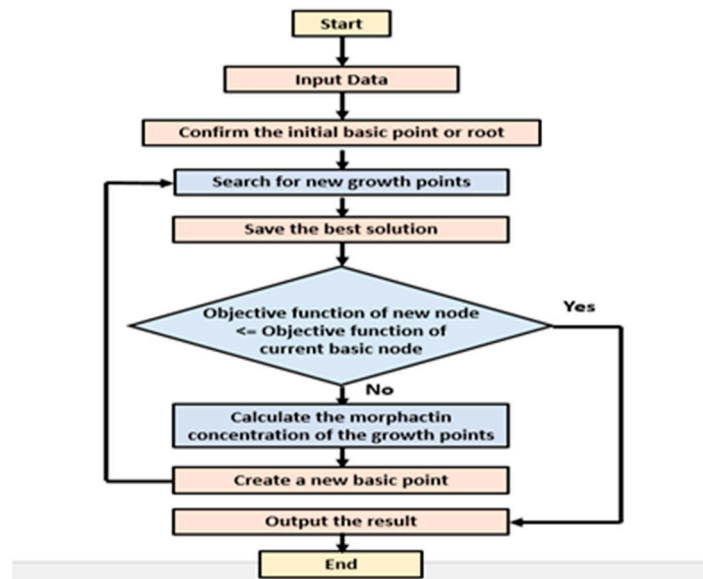 Start
Input Data
Confirm the initial basic point or root
Search for new growth points
Save the best solution
Objective function of new node
<= Objective function of
current basic node
Yes
No
Calculate the morphactin
concentration of the growth points
Create a new basic point
Output the result
End